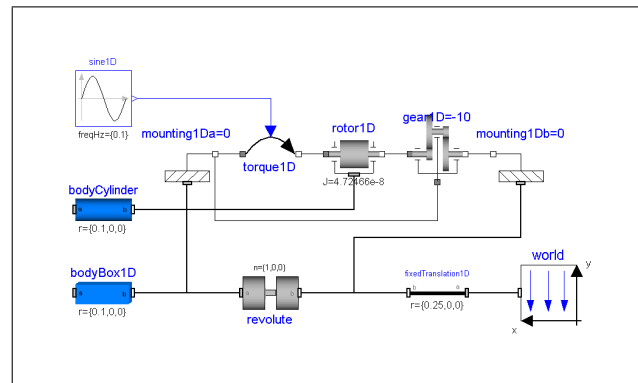 sine1D
freqHz={0.1}
mounting1Da=0
torque1D
rotor1D
J=4.72466e-8
gear1D=-10
mounting1Db=0
bodyCylinder
a b
r={0.1,0,0}
bodyBox1D
a b
r={0.1,0,0}
n={1,0,0}
a b
revolute
fixedTranslation1D
b a
r={0.25,0,0}
world
y
x